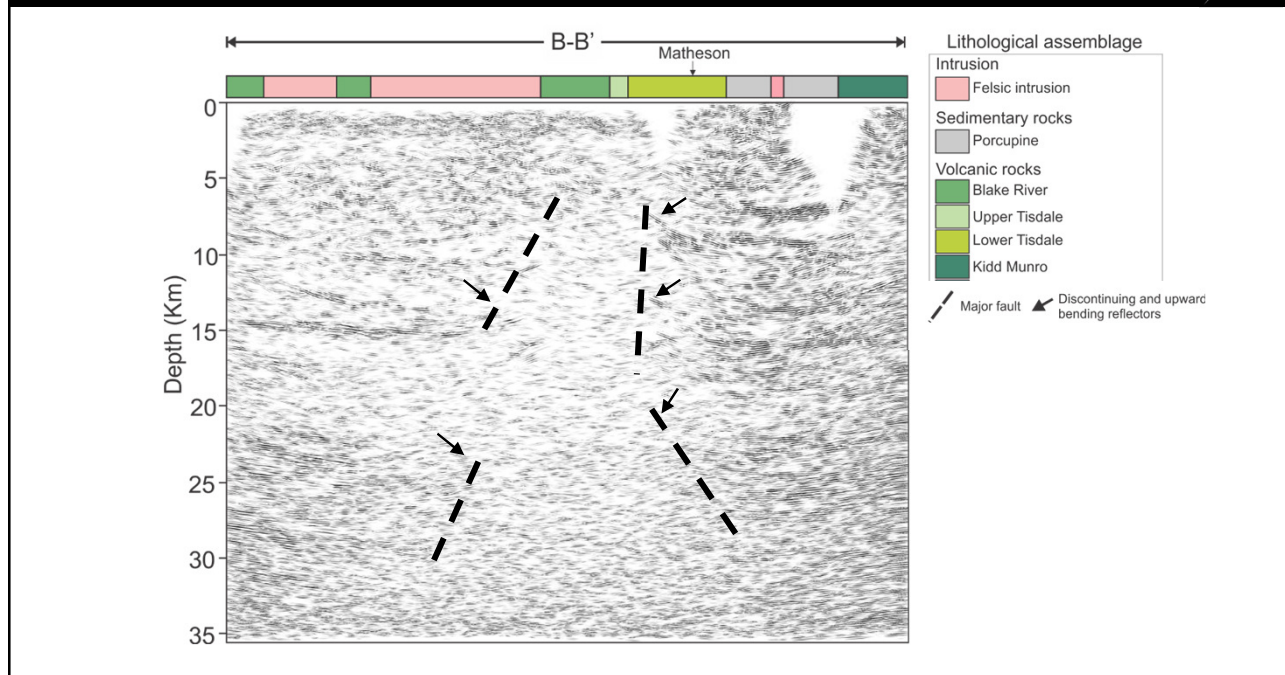 B-B’
Matheson
Lithological assemblage
Intrusion
Felsic intrusion
Sedimentary rocks
Porcupine
Volcanic rocks
Blake River
Upper Tisdale
Lower Tisdale
Kidd Munro
Major fault
Discontinuing and upward
bending reflectors
Depth (Km)
0
5
10
15
20
25
30
35